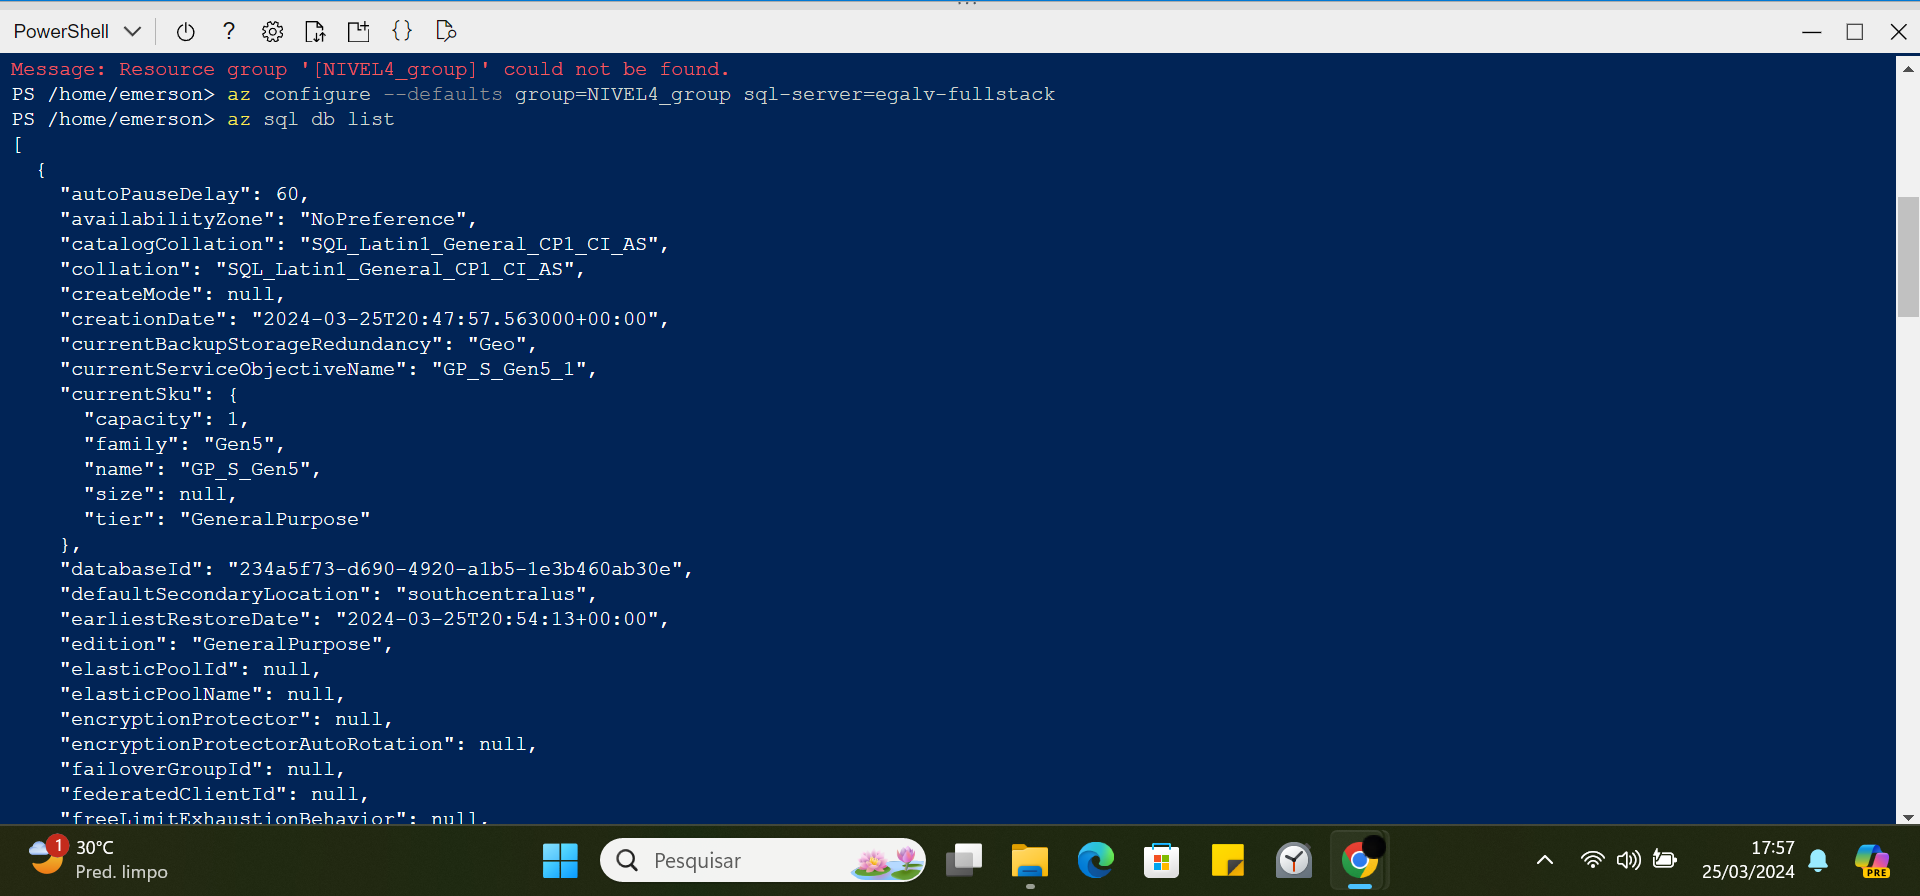 PowerShell
Message: Resource group '[NIVEL4_group]' could not be found.
PS /home/emerson> az configure --defaults group=NIVEL4_group sql-server=egalv-fullstack
PS /home/emerson> az sql db list
[
  {
    "autoPauseDelay": 60,
    "availabilityZone": "NoPreference",
    "catalogCollation": "SQL_Latin1_General_CP1_CI_AS",
    "collation": "SQL_Latin1_General_CP1_CI_AS",
    "createMode": null,
    "creationDate": "2024-03-25T20:47:57.563000+00:00",
    "currentBackupStorageRedundancy": "Geo",
    "currentServiceObjectiveName": "GP_S_Gen5_1",
    "currentSku": {
      "capacity": 1,
      "family": "Gen5",
      "name": "GP_S_Gen5",
      "size": null,
      "tier": "GeneralPurpose"
    },
    "databaseId": "234a5f73-d690-4920-a1b5-1e3b460ab30e",
    "defaultSecondaryLocation": "southcentralus",
    "earliestRestoreDate": "2024-03-25T20:54:13+00:00",
    "edition": "GeneralPurpose",
    "elasticPoolId": null,
    "elasticPoolName": null,
    "encryptionProtector": null,
    "encryptionProtectorAutoRotation": null,
    "failoverGroupId": null,
    "federatedClientId": null,
    "freeLimitExhaustionBehavior": null,
1
30°C
Pred. limpo
Pesquisar
17:57
25/03/2024
PRE